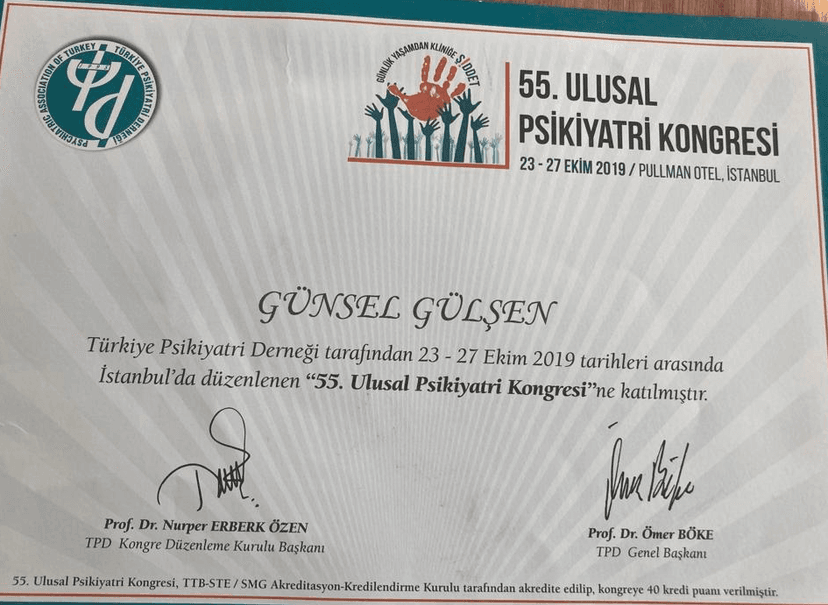 PSYCHIATRIC ASSOCIATION OF TURKEY
TÜRKİYE PSİKİYATRİ DERNEĞİ
GÜNLÜK YAŞAMDAN KLİNİĞE ŞİDDET
55. ULUSAL
PSİKİYATRİ KONGRESİ
23 - 27 EKİM 2019 / PULLMAN OTEL, İSTANBUL
GÜNSEL GÜLŞEN
Türkiye Psikiyatri Derneği tarafından 23 - 27 Ekim 2019 tarihleri arasında
İstanbul'da düzenlenen “55. Ulusal Psikiyatri Kongresi”ne katılmıştır.
Prof. Dr. Nurper ERBERK ÖZEN
TPD Kongre Düzenleme Kurulu Başkanı
Prof. Dr. Ömer BÖKE
TPD Genel Başkanı
55. Ulusal Psikiyatri Kongresi, TTB-STE / SMG Akreditasyon-Kredilendirme Kurulu tarafından akredite edilip, kongreye 40 kredi puanı verilmiştir.